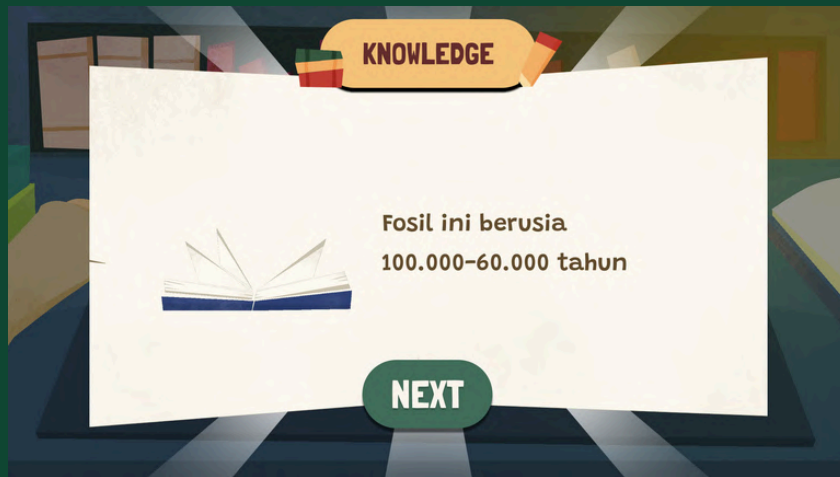 KNOWLEDGE
Fosil ini berusia
100.000-60.000 tahun
NEXT